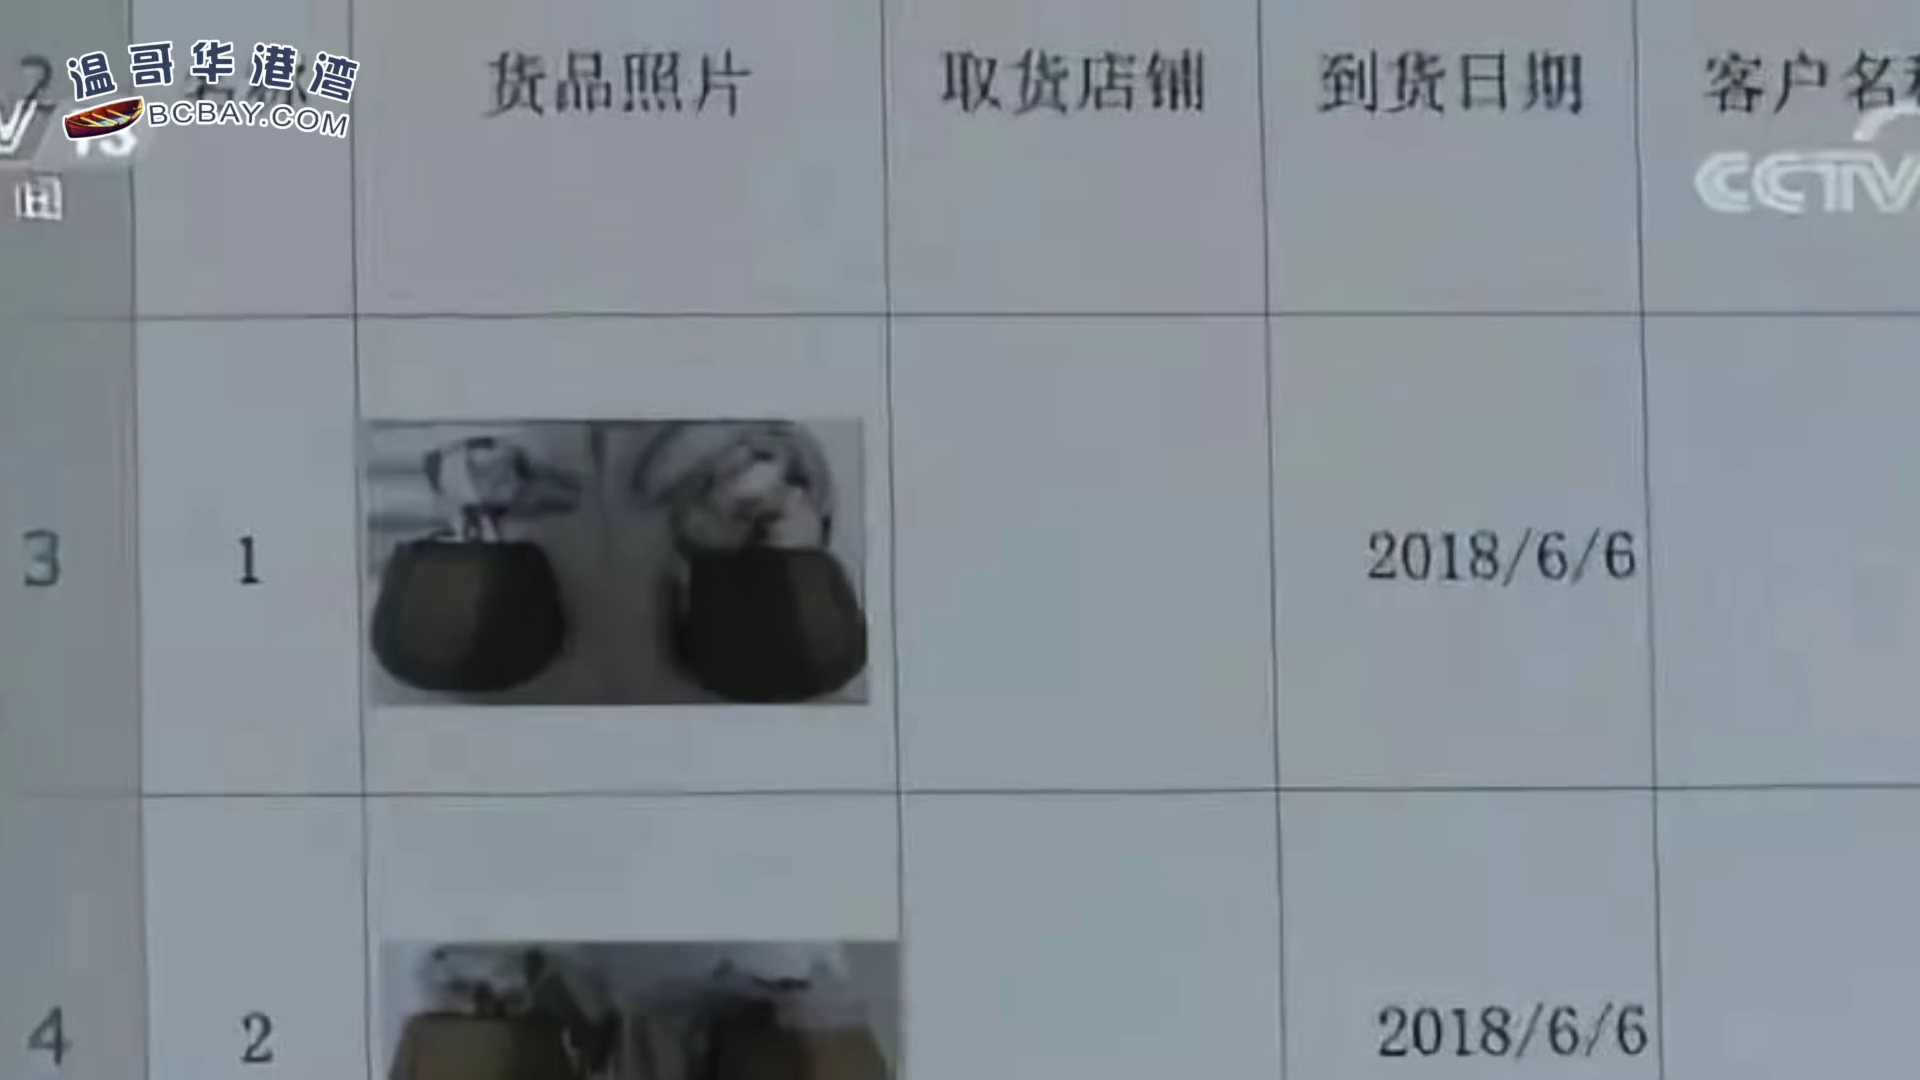 温哥华港湾
BCBAY.COM
CCTV
2 货品照片 取货店铺 到货日期 客户名
3 1 2018/6/6
4 2 2018/6/6